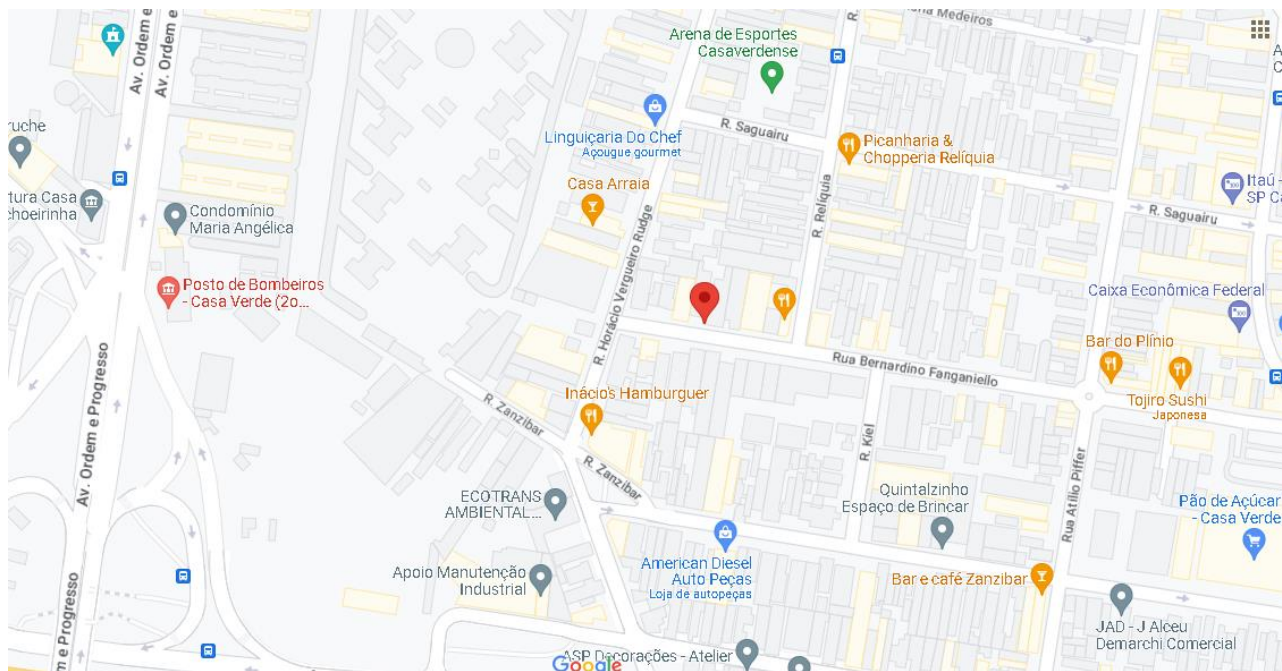 Av. Ordem e Progresso
Av. Ordem e Progresso
Medeiros
Arena de Esportes
Casaverdense
Linguiçaria Do Chef
Açougue gourmet
R. Saguairu
Picanharia &
Chopperia Relíquia
Casa Arraia
ruche
tura Casa
choeirinha
Condomínio
Maria Angélica
Itaú -
SP Ca
R. Saguairu
R. Relíquia
R. Horácio Vergueiro Rudge
Posto de Bombeiros
- Casa Verde (2o...
Caixa Econômica Federal
Rua Bernardino Fanganiello
Bar do Plínio
Tojiro Sushi
Japonesa
Inácio's Hamburguer
R. Zanzibar
R. Zanzibar
R. Kiel
Av. Ordem e Progresso
Rua Atílio Piffer
ECOTRANS
AMBIENTAL...
Quintalzinho
Espaço de Brincar
Pão de Açúcar
- Casa Verde
American Diesel
Auto Peças
Loja de autopeças
Apoio Manutenção
Industrial
Bar e café Zanzibar
JAD - J Alceu
Demarchi Comercial
m e Progresso
ASP Decorações - Atelier
Google